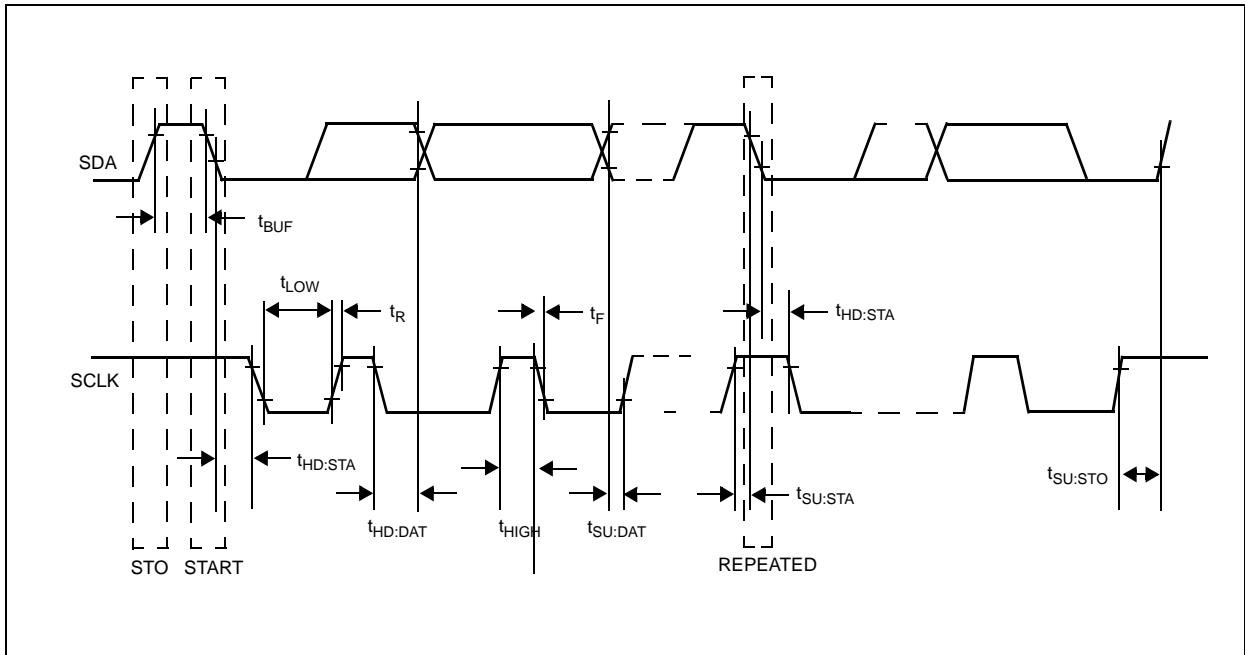 SDA
tBUF
tLOW
tR
tF
tHD:STA
SCLK
tHD:STA
tHD:DAT
tHIGH
tSU:DAT
tSU:STA
tSU:STO
STO
START
REPEATED